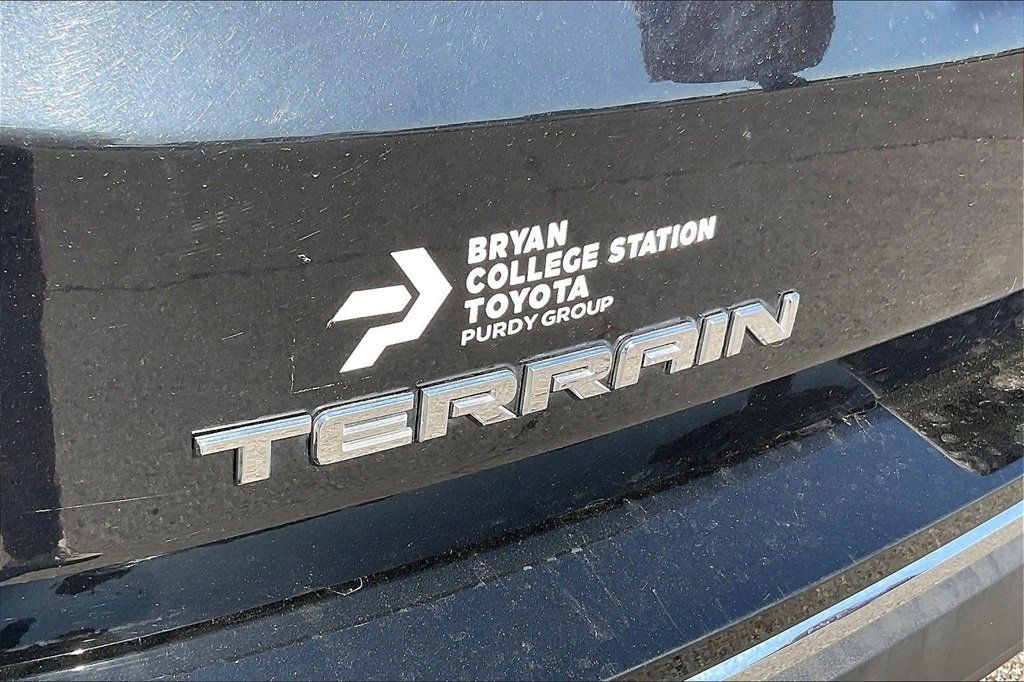 BRYAN
COLLEGE STATION
TOYOTA
PURDY GROUP
TERRAIN